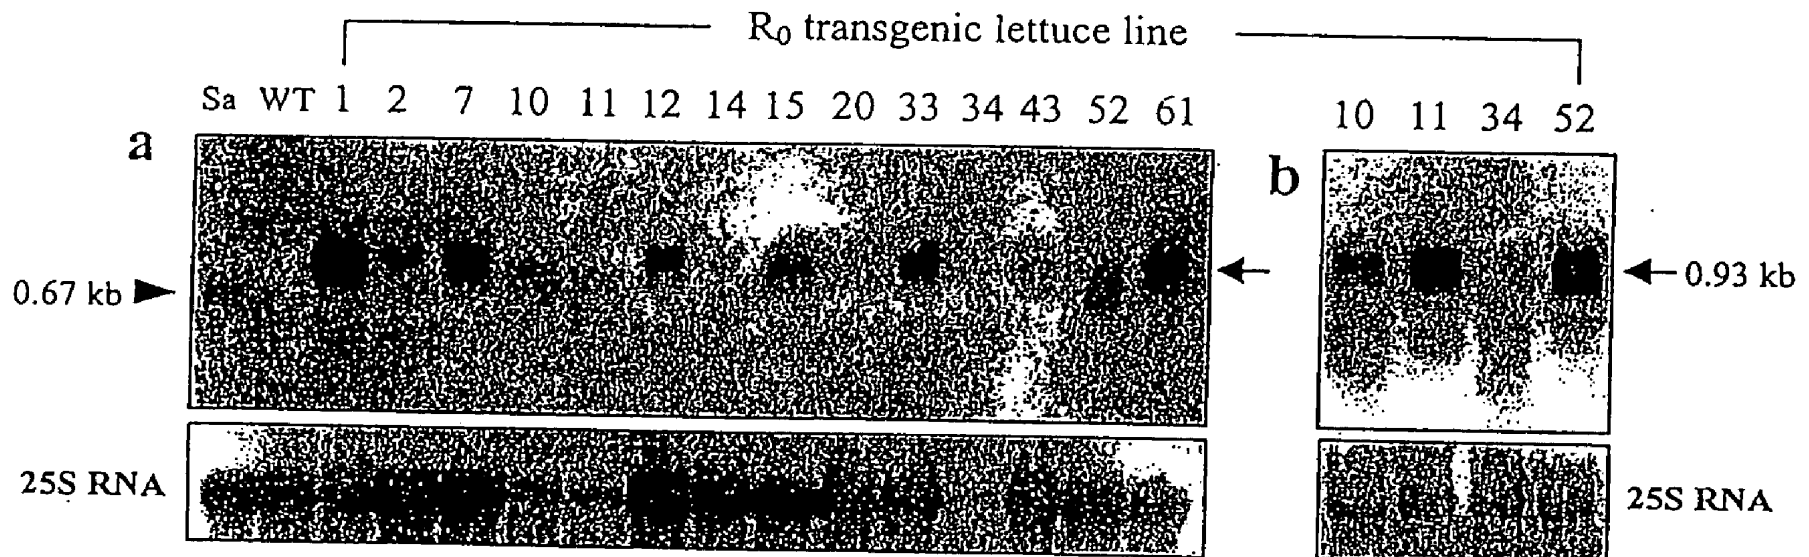 R₀ transgenic lettuce line
Sa WT 1 2 7 10 11 12 14 15 20 33 34 43 52 61
10 11 34 52
a
b
0.67 kb
0.93 kb
25S RNA
25S RNA